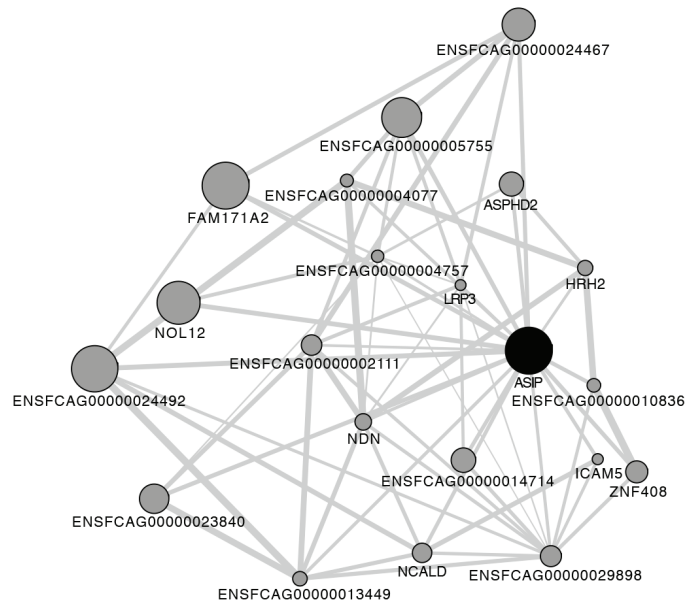 ENSFCAG00000024467
ENSFCAG00000005755
ENSFCAG00000004077
ASPHD2
FAM171A2
ENSFCAG00000004757
HRH2
LRP3
NOL12
ENSFCAG00000002111
ASIP
ENSFCAG00000024492
ENSFCAG00000010836
NDN
ENSFCAG00000014714
ICAM5
ZNF408
ENSFCAG00000023840
NCALD
ENSFCAG00000029898
ENSFCAG00000013449